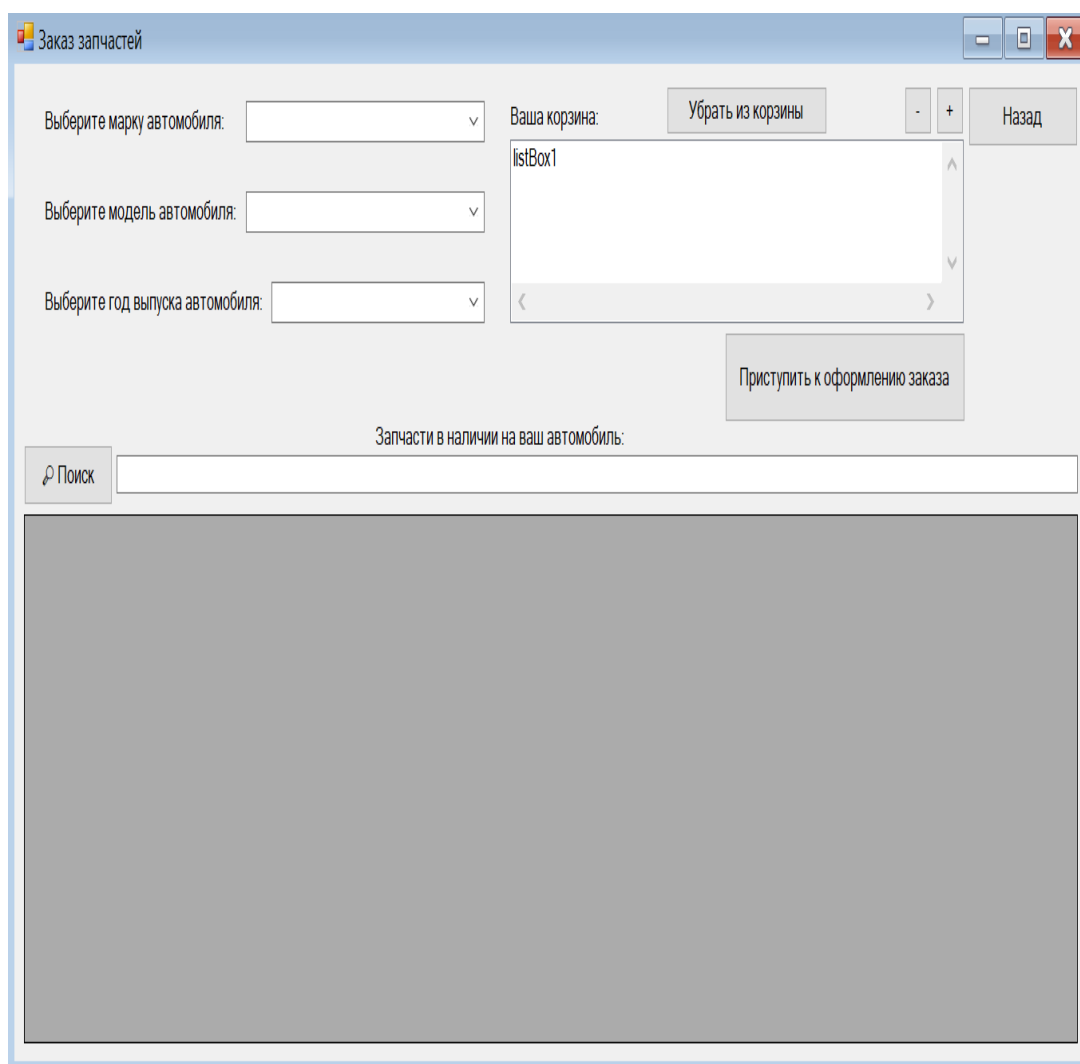 Заказ запчастей
Выберите марку автомобиля:
Ваша корзина:
Убрать из корзины
-
+
Назад
listBox1
Выберите модель автомобиля:
Выберите год выпуска автомобиля:
Приступить к оформлению заказа
Запчасти в наличии на ваш автомобиль:
Поиск